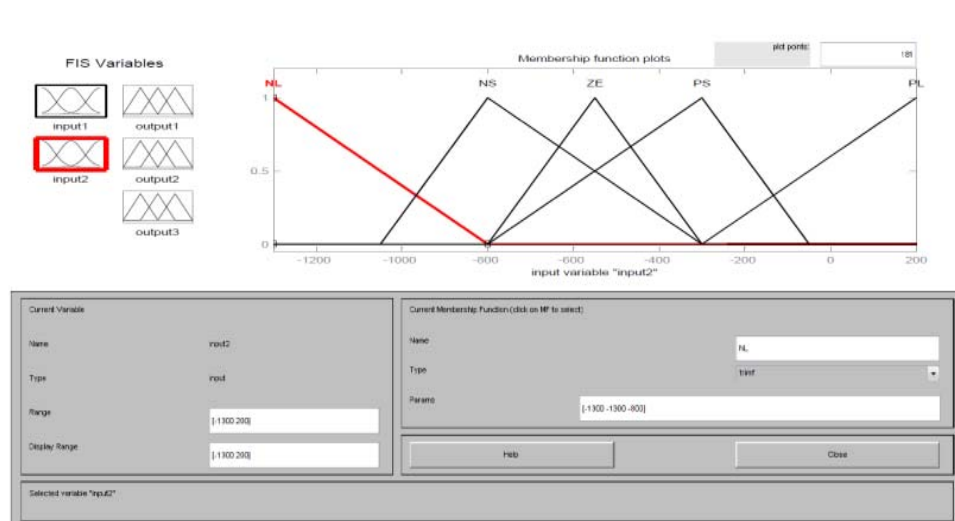 FIS Variables
input1
output1
input2
output2
output3
plot points:
181
Membership function plots
NL
NS
ZE
PS
PL
1
0.5
0
-1200
-1000
-800
-600
-400
-200
0
200
input variable "input2"
Current Variable
Name
input2
Type
input
Range
[-1300 200]
Display Range
[-1300 200]
Current Membership Function (click on MF to select)
Name
NL
Type
trimf
Params
[-1300 -1300 -800]
Help
Close
Selected variable "input2"